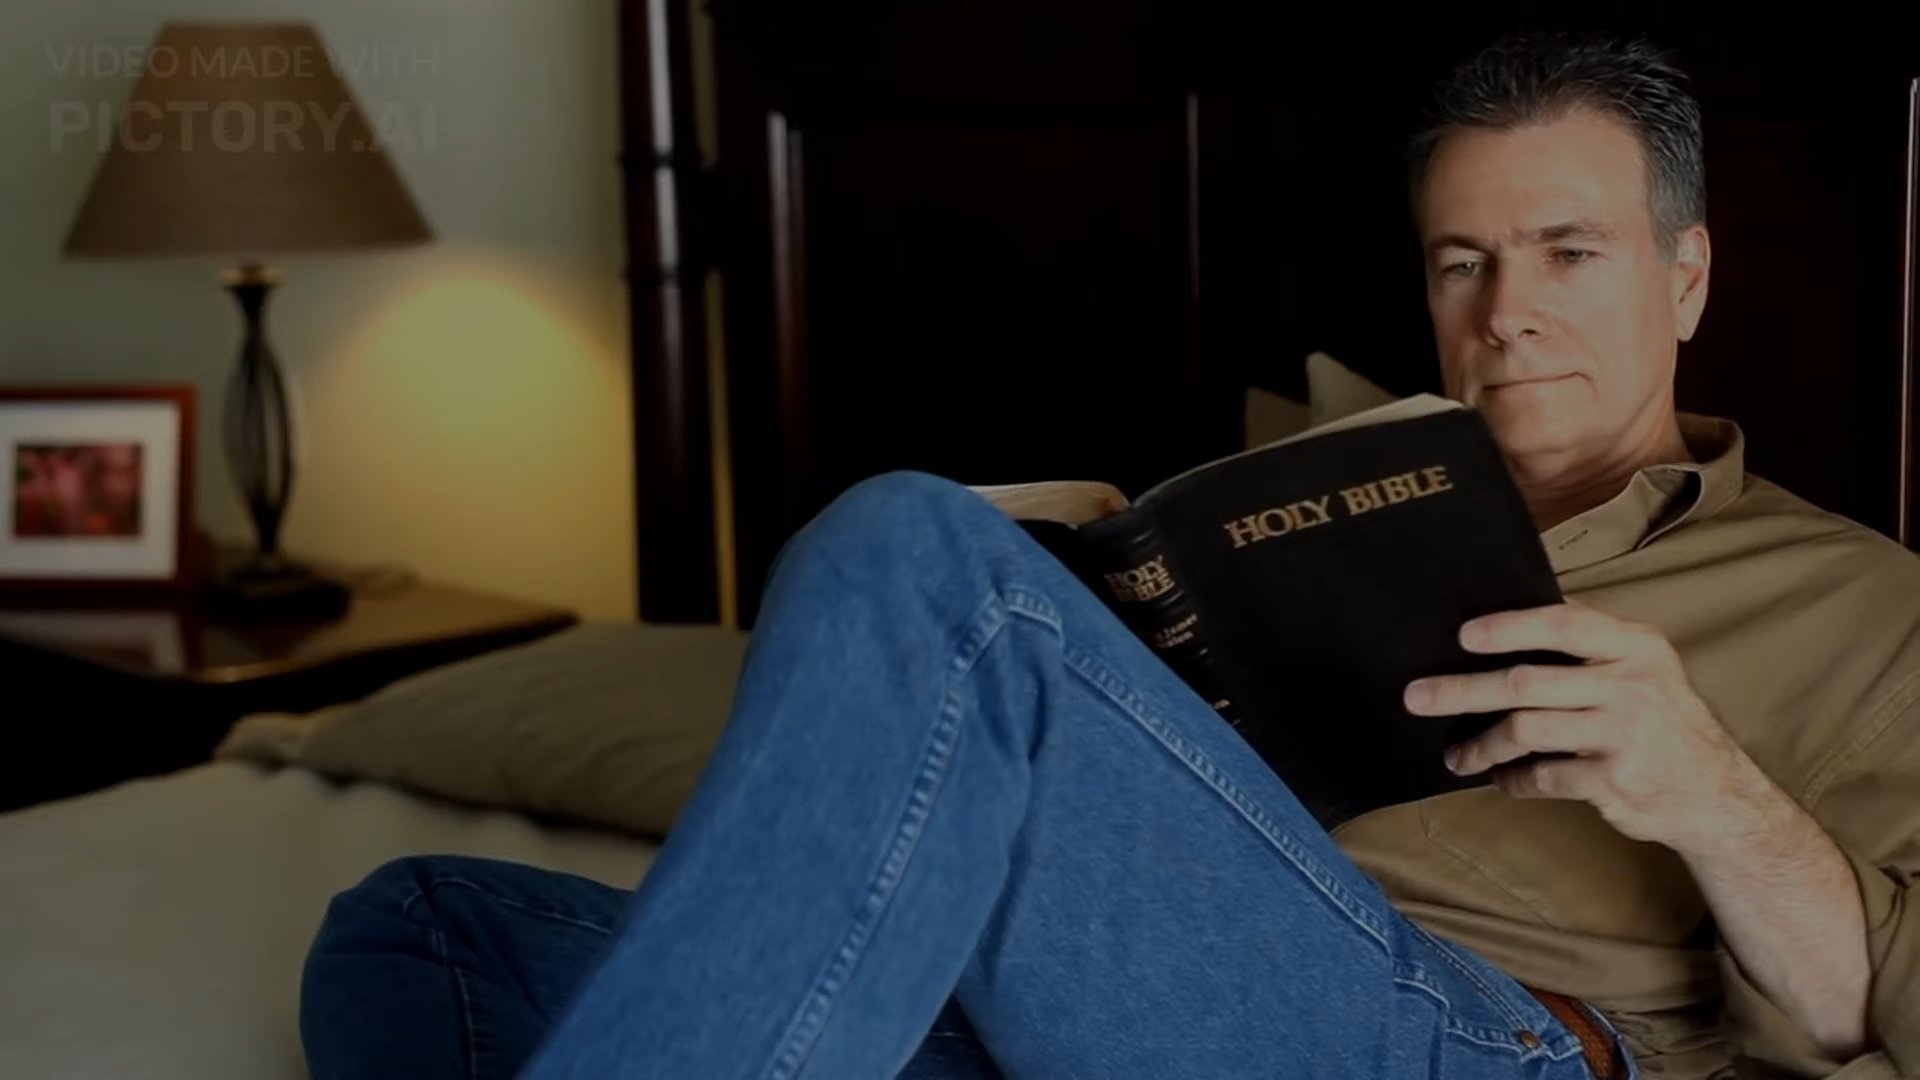 VIDEO MADE WITH
PICTORY.AI
HOLY BIBLE
HOLY
BIBLE